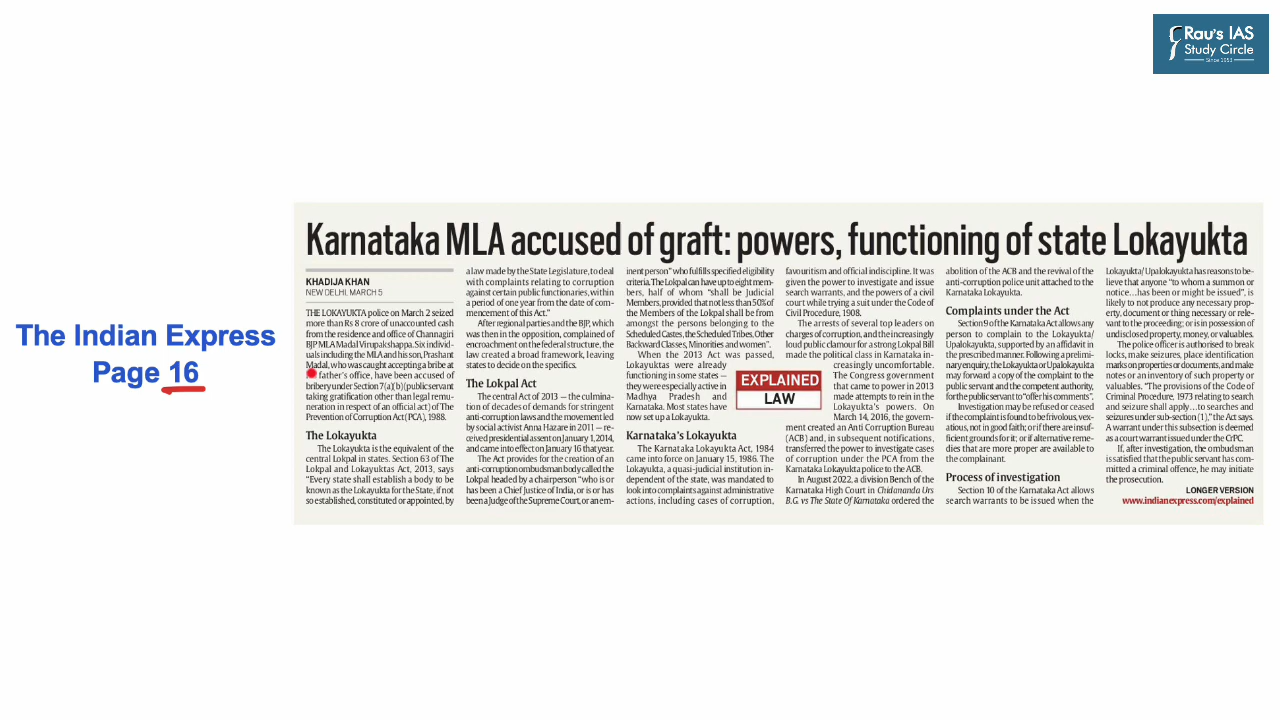 Rau's IAS
Study Circle
Since 1953
The Indian Express
Page 16
Karnataka MLA accused of graft: powers, functioning of state Lokayukta
KHADIJA KHAN
NEW DELHI, MARCH 5
THE LOKAYUKTA police on March 2 seized
more than Rs 8 crore of unaccounted cash
from the residence and office of Channagiri
BJP MLA Madal Virupakshappa. Six individ-
uals including the MLA and his son, Prashant
Madal, who was caught accepting a bribe at
father's office, have been accused of
bribery under Section 7(a)(b) (public servant
taking gratification other than legal remu-
neration in respect of an official act) of The
Prevention of Corruption Act (PCA), 1988.
The Lokayukta
The Lokayukta is the equivalent of the
central Lokpal in states. Section 63 of The
Lokpal and Lokayuktas Act, 2013, says
"Every state shall establish a body to be
known as the Lokayukta for the State, if not
so established, constituted or appointed, by
a law made by the State Legislature, to deal
with complaints relating to corruption
against certain public functionaries, within
a period of one year from the date of com-
mencement of this Act."
After regional parties and the BJP, which
was then in the opposition, complained of
encroachment on the federal structure, the
law created a broad framework, leaving
states to decide on the specifics.
The Lokpal Act
The central Act of 2013 — the culmina-
tion of decades of demands for stringent
anti-corruption laws and the movement led
by social activist Anna Hazare in 2011 — re-
ceived presidential assent on January 1, 2014,
and came into effect on January 16 that year.
The Act provides for the creation of an
anti-corruption ombudsman body called the
Lokpal headed by a chairperson "who is or
has been a Chief Justice of India, or is or has
been a Judge of the Supreme Court, or an em-
inent person" who fulfills specified eligibility
criteria. The Lokpal can have up to eight mem-
bers, half of whom "shall be Judicial
Members, provided that not less than 50% of
the Members of the Lokpal shall be from
amongst the persons belonging to the
Scheduled Castes, the Scheduled Tribes, Other
Backward Classes, Minorities and women".
When the 2013 Act was passed,
Lokayuktas were already
functioning in some states —
they were especially active in
Madhya Pradesh and
Karnataka. Most states have
now set up a Lokayukta.
Karnataka's Lokayukta
The Karnataka Lokayukta Act, 1984
came into force on January 15, 1986. The
Lokayukta, a quasi-judicial institution in-
dependent of the state, was mandated to
look into complaints against administrative
actions, including cases of corruption,
EXPLAINED
LAW
favouritism and official indiscipline. It was
given the power to investigate and issue
search warrants, and the powers of a civil
court while trying a suit under the Code of
Civil Procedure, 1908.
The arrests of several top leaders on
charges of corruption, and the increasingly
loud public clamour for a strong Lokpal Bill
made the political class in Karnataka in-
creasingly uncomfortable.
The Congress government
that came to power in 2013
made attempts to rein in the
Lokayukta's powers. On
March 14, 2016, the govern-
ment created an Anti Corruption Bureau
(ACB) and, in subsequent notifications,
transferred the power to investigate cases
of corruption under the PCA from the
Karnataka Lokayukta police to the ACB.
In August 2022, a division Bench of the
Karnataka High Court in Chidananda Urs
B.G. vs The State Of Karnataka ordered the
abolition of the ACB and the revival of the
anti-corruption police unit attached to the
Karnataka Lokayukta.
Complaints under the Act
Section 9 of the Karnataka Act allows any
person to complain to the Lokayukta/
Upalokayukta, supported by an affidavit in
the prescribed manner. Following a prelimi-
nary enquiry, the Lokayukta or Upalokayukta
may forward a copy of the complaint to the
public servant and the competent authority,
for the public servant to "offer his comments".
Investigation may be refused or ceased
if the complaint is found to be frivolous, vex-
atious, not in good faith; or if there are insuf-
ficient grounds for it; or if alternative reme-
dies that are more proper are available to
the complainant.
Process of investigation
Section 10 of the Karnataka Act allows
search warrants to be issued when the
Lokayukta/ Upalokayukta has reasons to be-
lieve that anyone "to whom a summon or
notice...has been or might be issued", is
likely to not produce any necessary prop-
erty, document or thing necessary or rele-
vant to the proceeding; or is in possession of
undisclosed property, money, or valuables.
The police officer is authorised to break
locks, make seizures, place identification
marks on properties or documents, and make
notes or an inventory of such property or
valuables. "The provisions of the Code of
Criminal Procedure, 1973 relating to search
and seizure shall apply...to searches and
seizures under sub-section (1)," the Act says.
A warrant under this subsection is deemed
as a court warrant issued under the CrPC.
If, after investigation, the ombudsman
is satisfied that the public servant has com-
mitted a criminal offence, he may initiate
the prosecution.
LONGER VERSION
www.indianexpress.com/explained